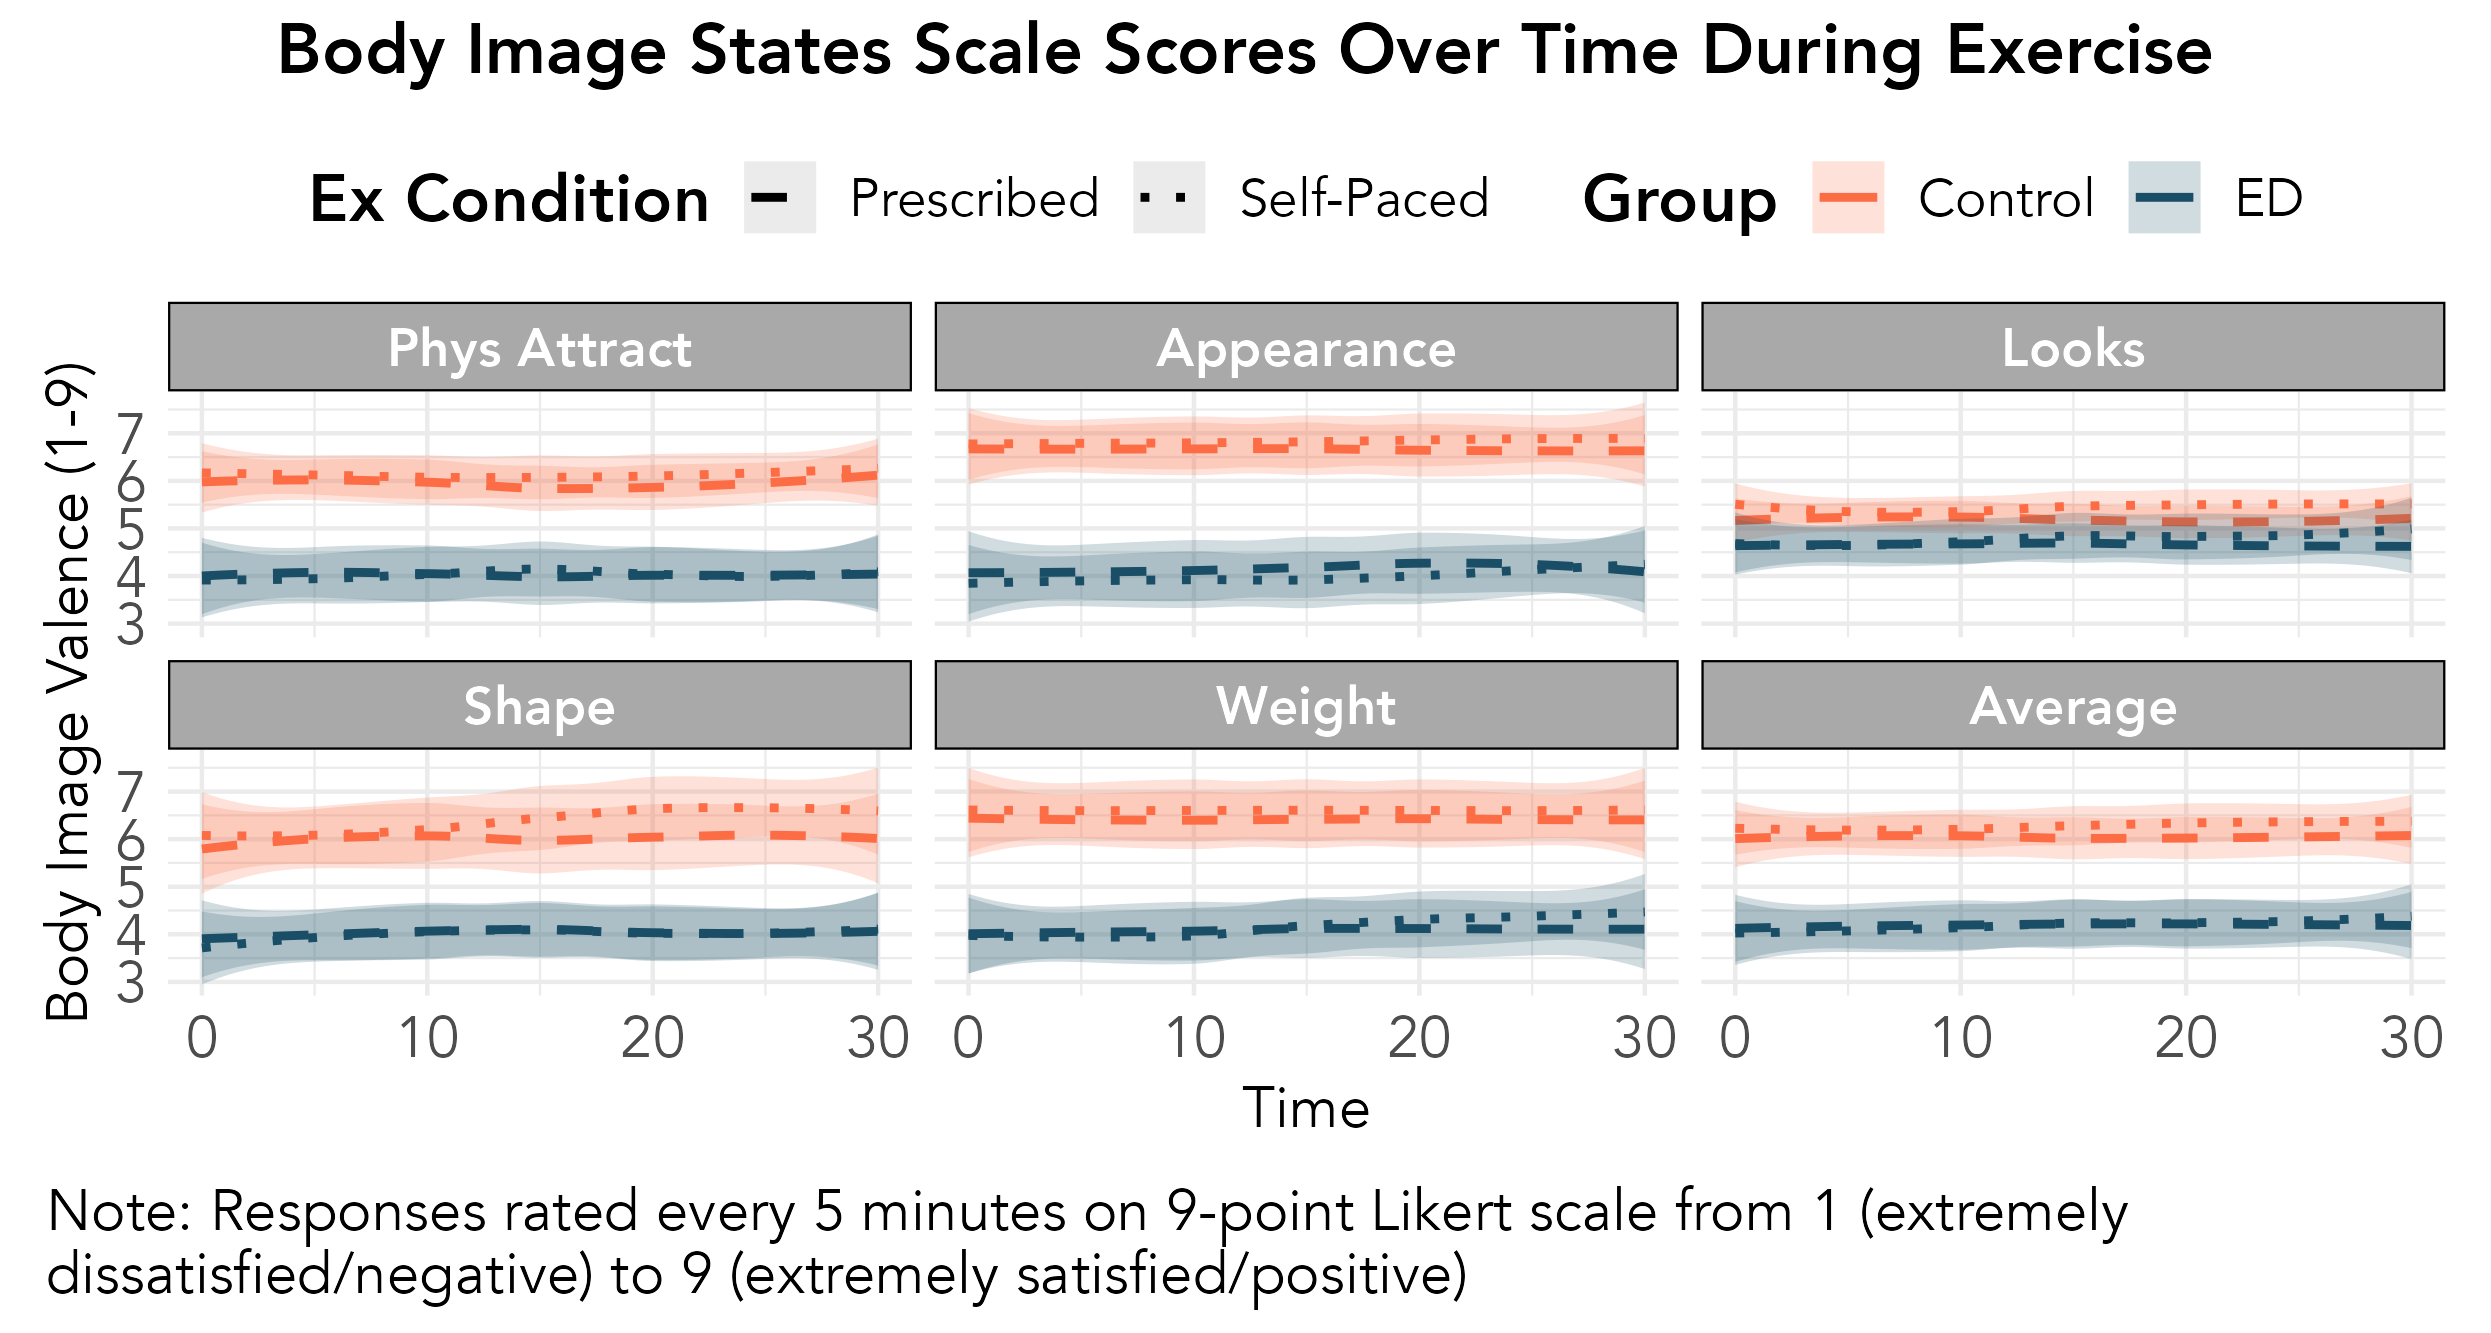 Body Image States Scale Scores Over Time During Exercise
Ex Condition Prescribed Self-Paced Group Control ED
Body Image Valence (1-9)
Phys Attract Appearance Looks
7
6
5
4
3
Shape Weight Average
7
6
5
4
3
0 10 20 30 0 10 20 30 0 10 20 30
Time
Note: Responses rated every 5 minutes on 9-point Likert scale from 1 (extremely
dissatisfied/negative) to 9 (extremely satisfied/positive)